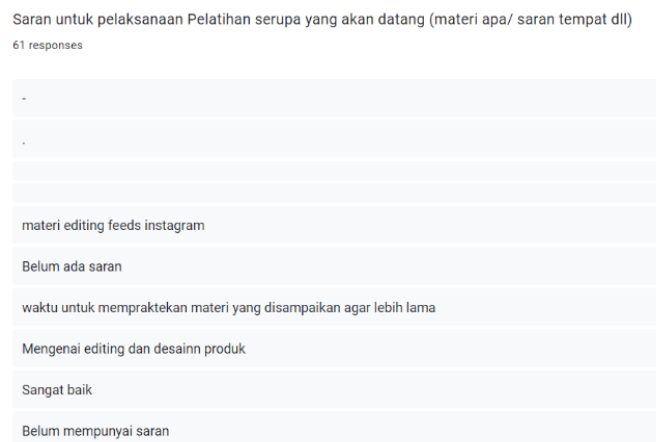 Saran untuk pelaksanaan Pelatihan serupa yang akan datang (materi apa/ saran tempat dll)
61 responses
-
.
materi editing feeds instagram
Belum ada saran
waktu untuk mempraktekan materi yang disampaikan agar lebih lama
Mengenai editing dan desainn produk
Sangat baik
Belum mempunyai saran